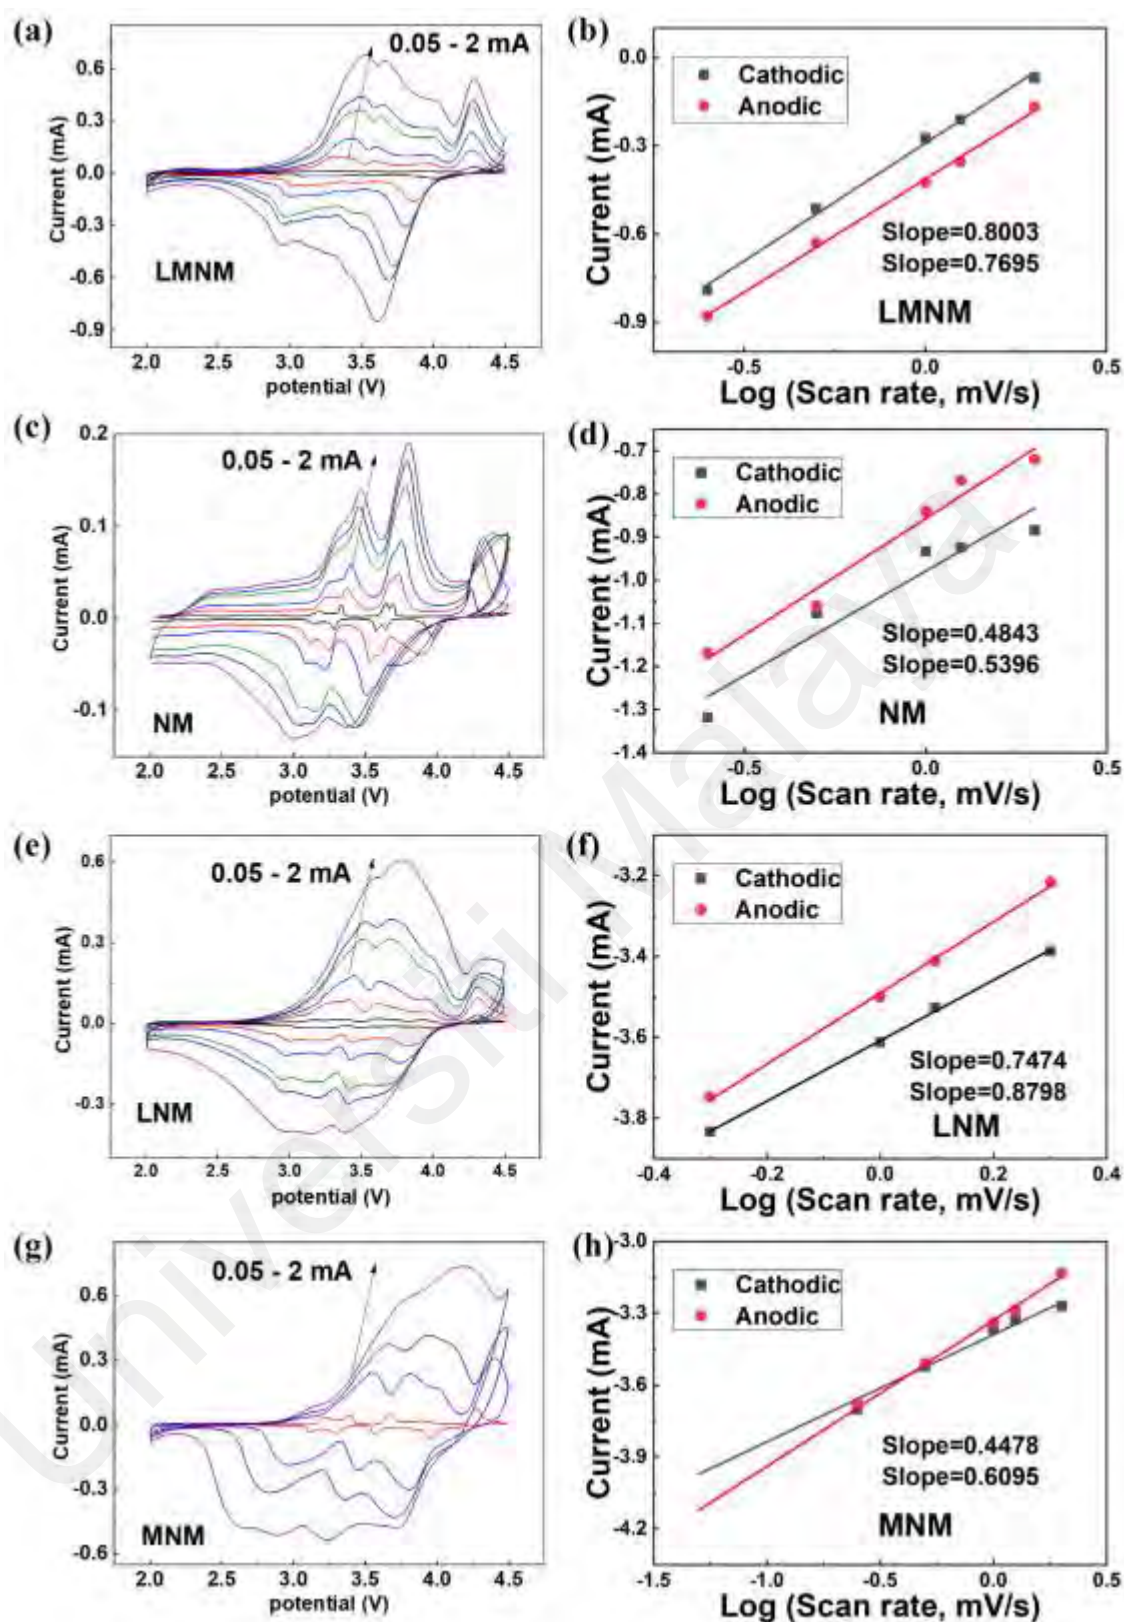 (a)
0.05 - 2 mA
0.6
0.3
0.0
-0.3
-0.6
-0.9
Current (mA)
LMNM
2.0 2.5 3.0 3.5 4.0 4.5
potential (V)
(b)
Cathodic
Anodic
0.0
-0.3
-0.6
-0.9
Current (mA)
Slope=0.8003
Slope=0.7695
LMNM
-0.5 0.0 0.5
Log (Scan rate, mV/s)
(c)
0.05 - 2 mA
0.2
0.1
0.0
-0.1
Current (mA)
NM
2.0 2.5 3.0 3.5 4.0 4.5
potential (V)
(d)
Cathodic
Anodic
-0.7
-0.8
-0.9
-1.0
-1.1
-1.2
-1.3
-1.4
Current (mA)
Slope=0.4843
Slope=0.5396
NM
-0.5 0.0 0.5
Log (Scan rate, mV/s)
(e)
0.05 - 2 mA
0.6
0.3
0.0
-0.3
Current (mA)
LNM
2.0 2.5 3.0 3.5 4.0 4.5
potential (V)
(f)
Cathodic
Anodic
-3.2
-3.4
-3.6
-3.8
Current (mA)
Slope=0.7474
Slope=0.8798
LNM
-0.4 -0.2 0.0 0.2 0.4
Log (Scan rate, mV/s)
(g)
0.05 - 2 mA
0.6
0.3
0.0
-0.3
-0.6
Current (mA)
MNM
2.0 2.5 3.0 3.5 4.0 4.5
potential (V)
(h)
Cathodic
Anodic
-3.0
-3.3
-3.6
-3.9
-4.2
Current (mA)
Slope=0.4478
Slope=0.6095
MNM
-1.5 -1.0 -0.5 0.0 0.5
Log (Scan rate, mV/s)
Universiti Malaya